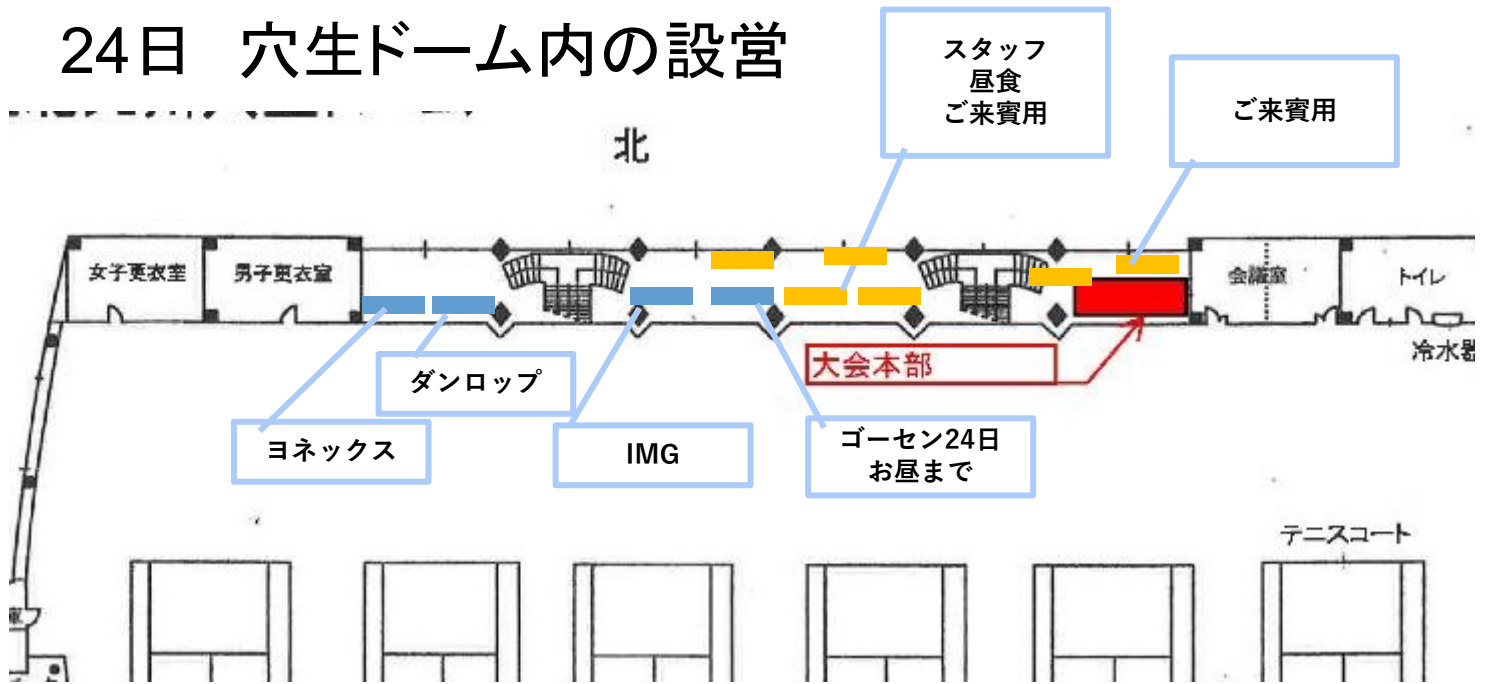 24日 穴生ドーム内の設営
スタッフ
昼食
ご来賓用
ご来賓用
北
女子更衣室
男子更衣室
会議室
トイレ
冷水器
大会本部
ダンロップ
ヨネックス
IMG
ゴーセン24日
お昼まで
テニスコート
庫